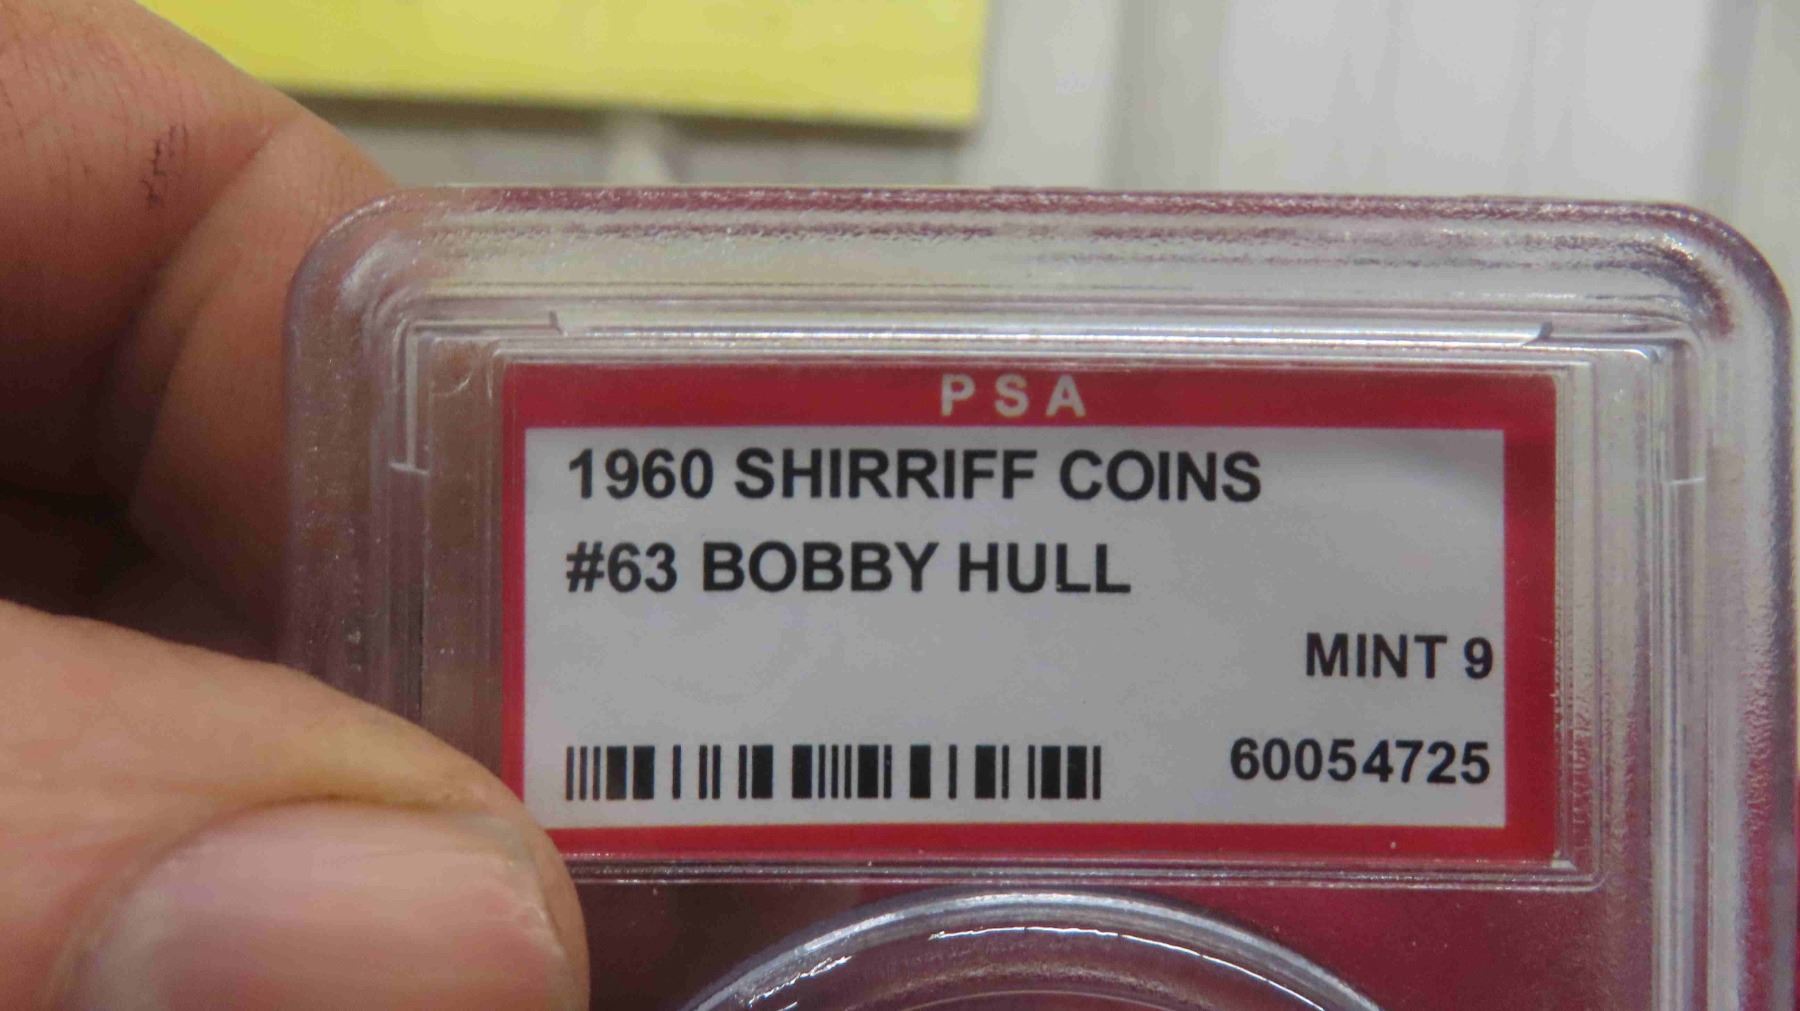 PSA
1960 SHIRRIFF COINS
#63 BOBBY HULL
MINT 9
60054725